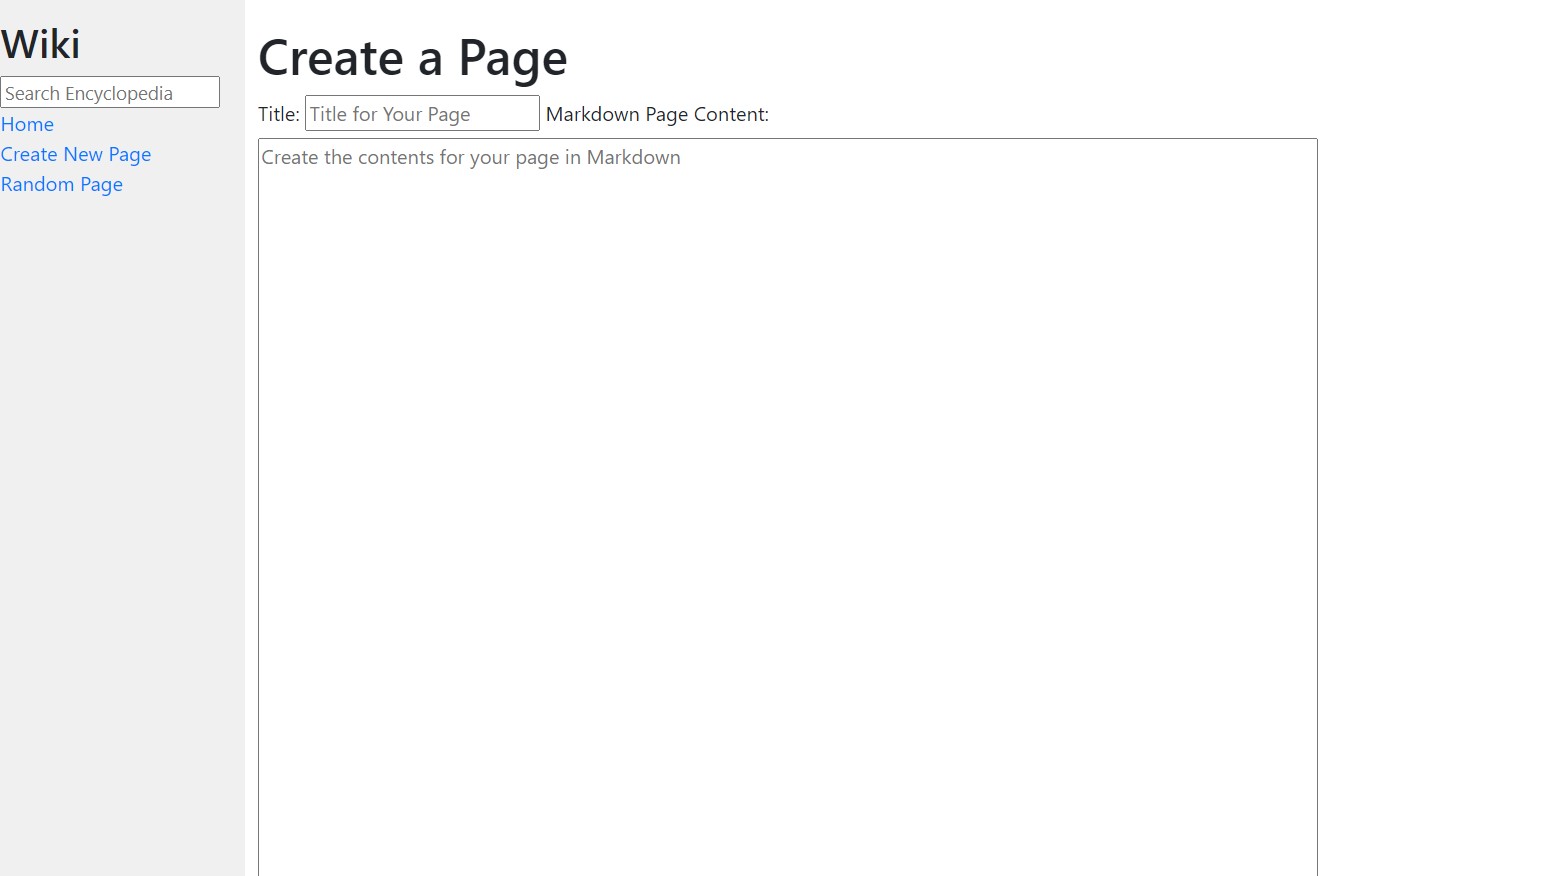 Wiki
Search Encyclopedia
Home
Create New Page
Random Page
Create a Page
Title: Title for Your Page Markdown Page Content:
Create the contents for your page in Markdown